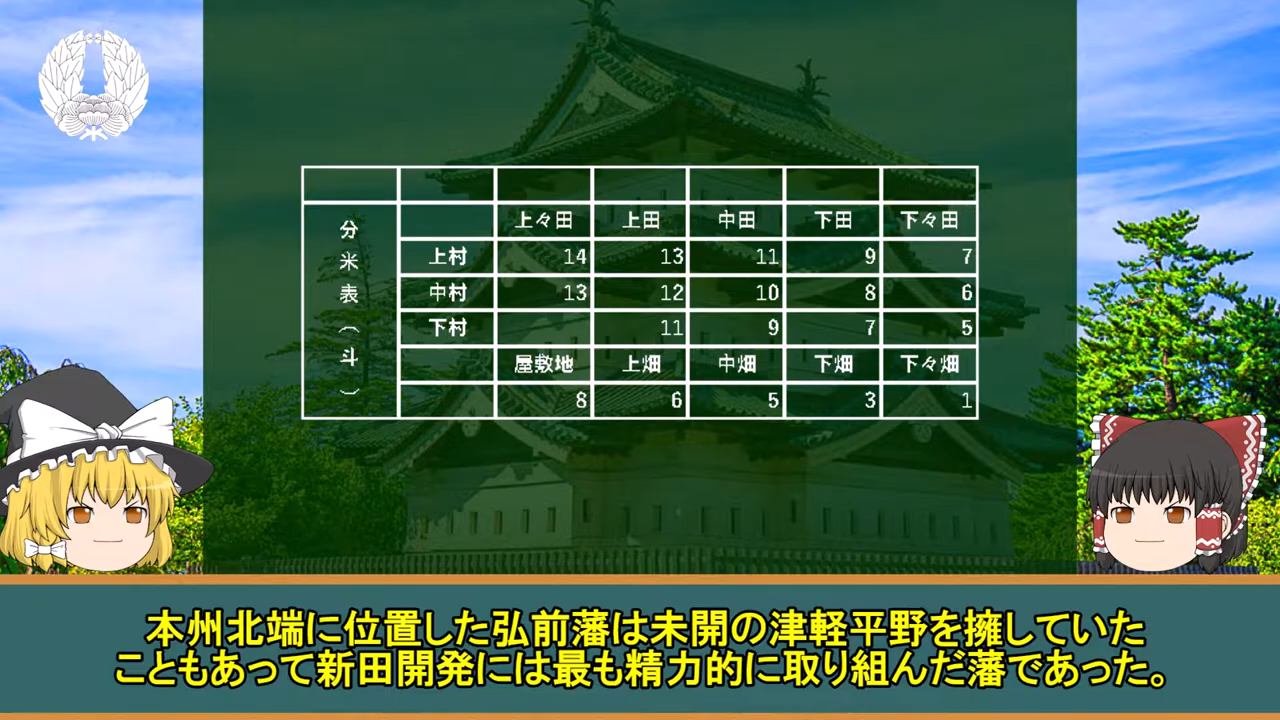 上々田 上田 中田 下田 下々田
分米表(斗)
上村 14 13 11 9 7
中村 13 12 10 8 6
下村 11 9 7 5
屋敷地 上畑 中畑 下畑 下々畑
8 6 5 3 1
本州北端に位置した弘前藩は未開の津軽平野を擁していた
こともあって新田開発には最も精力的に取り組んだ藩であった。